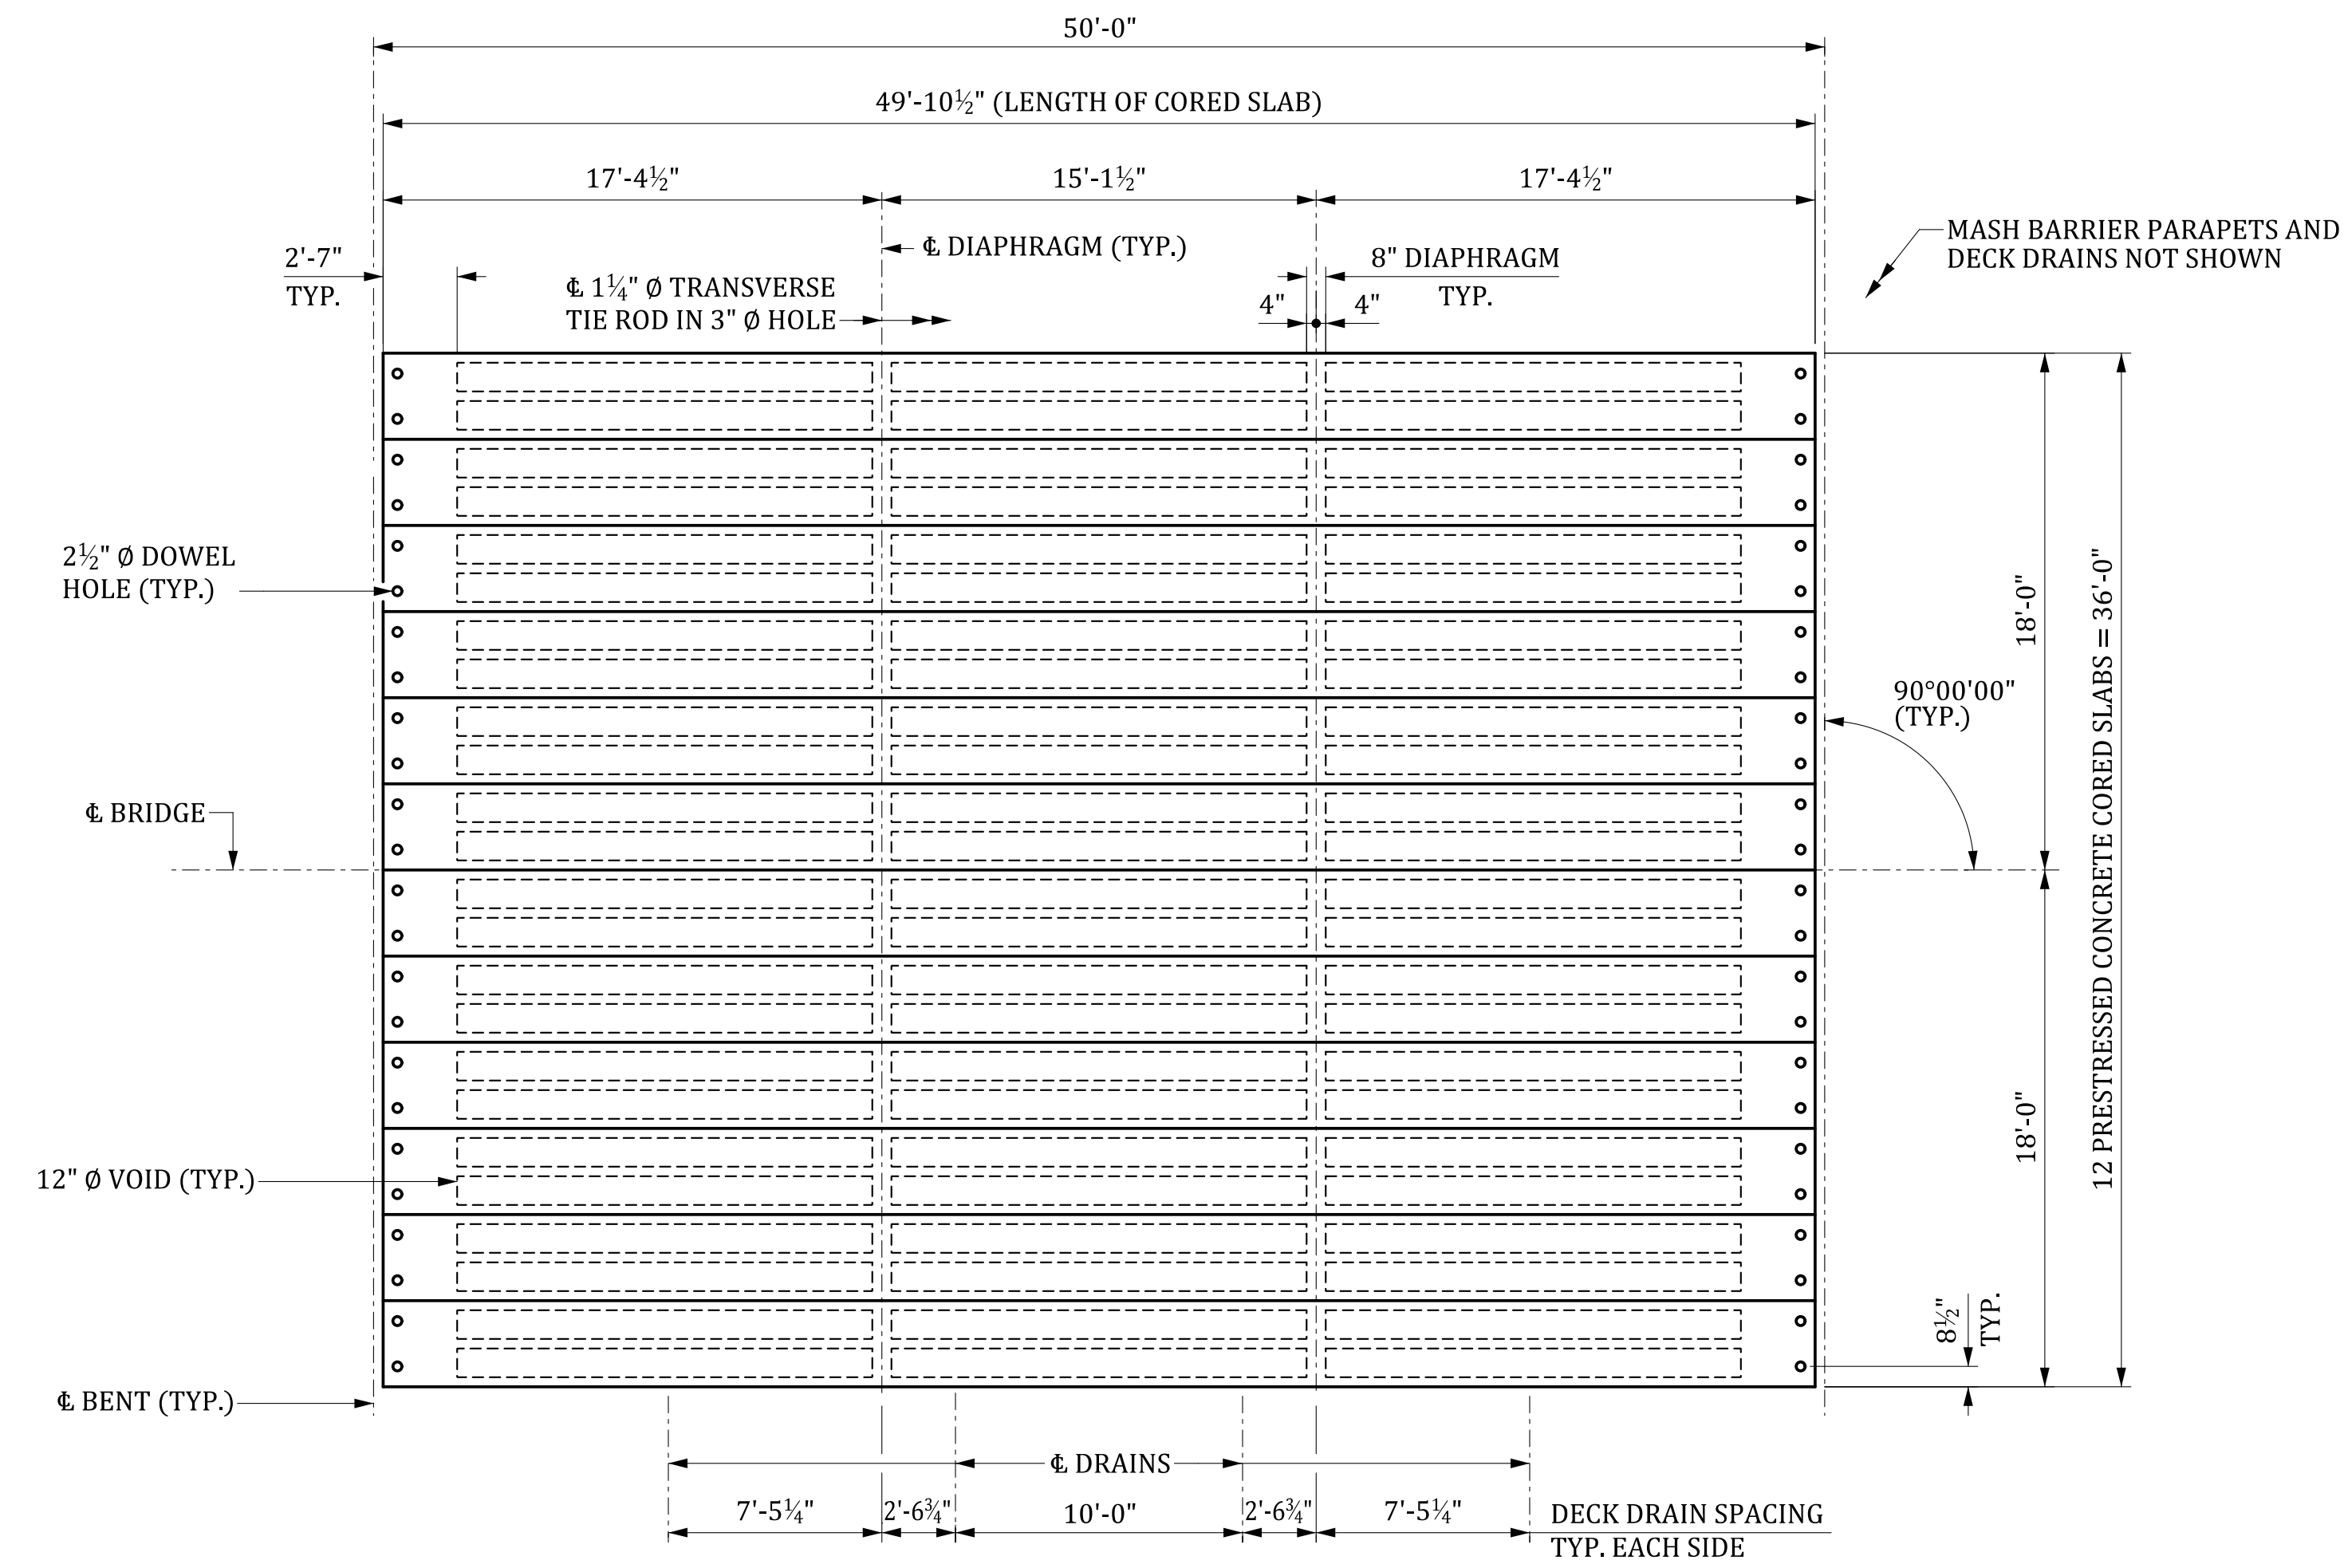 50'-0"
49'-10½" (LENGTH OF CORED SLAB)
17'-4½"
15'-1½"
17'-4½"
℄ DIAPHRAGM (TYP.)
MASH BARRIER PARAPETS AND
DECK DRAINS NOT SHOWN
2'-7"
TYP.
8" DIAPHRAGM
TYP.
℄ 1¼" Ø TRANSVERSE
TIE ROD IN 3" Ø HOLE
4"
4"
2½" Ø DOWEL
HOLE (TYP.)
18'-0"
12 PRESTRESSED CONCRETE CORED SLABS = 36'-0"
90°00'00"
(TYP.)
℄ BRIDGE
18'-0"
12" Ø VOID (TYP.)
8½"
TYP.
℄ BENT (TYP.)
℄ DRAINS
7'-5¼"
2'-6¾"
10'-0"
2'-6¾"
7'-5¼"
DECK DRAIN SPACING
TYP. EACH SIDE